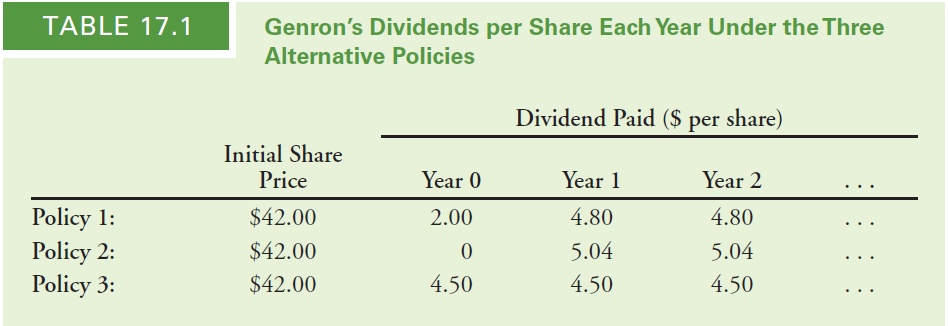 TABLE 17.1
Genron's Dividends per Share Each Year Under the Three
Alternative Policies
Dividend Paid ($ per share)
Initial Share
Price Year 0 Year 1 Year 2 ...
Policy 1: $42.00 2.00 4.80 4.80 ...
Policy 2: $42.00 0 5.04 5.04 ...
Policy 3: $42.00 4.50 4.50 4.50 ...